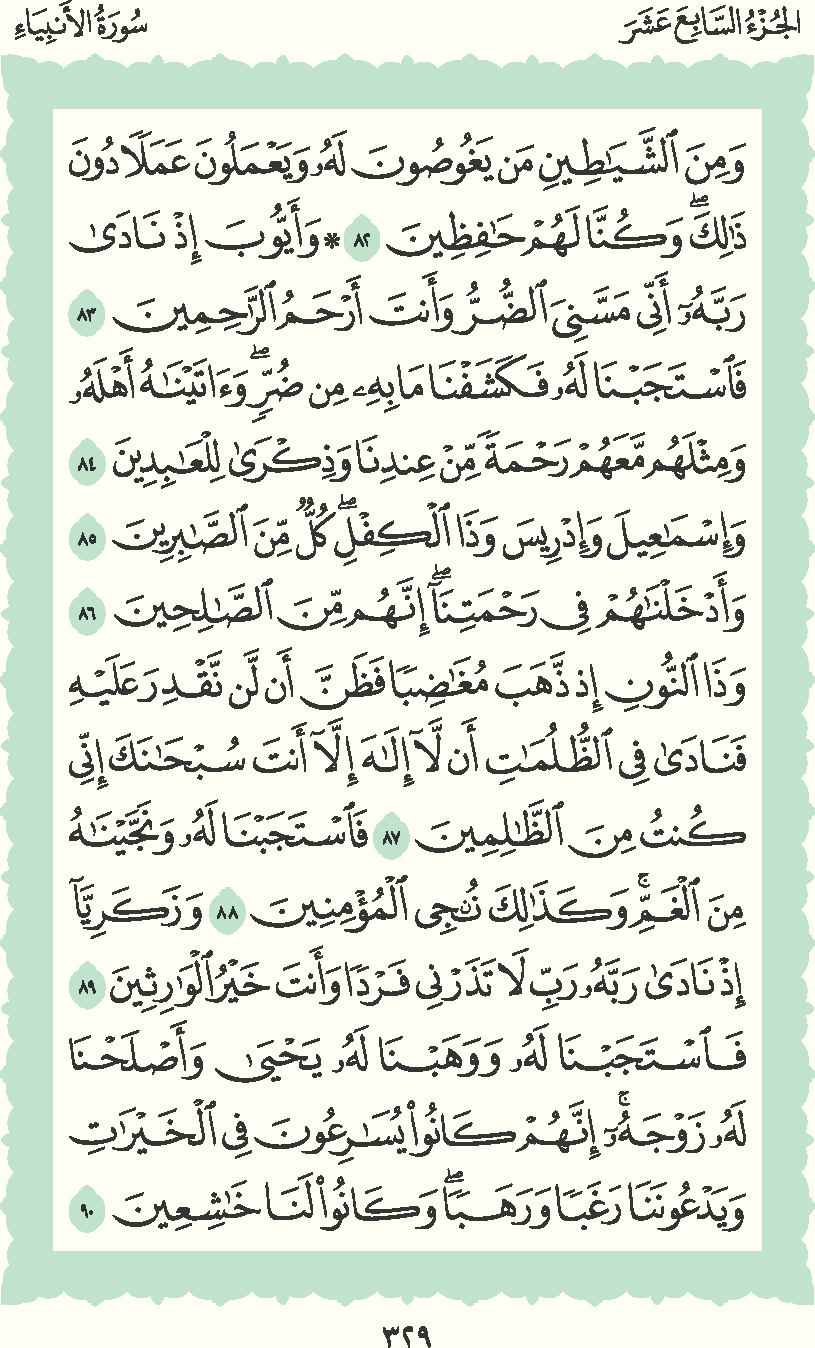 الجُزْءُ السَّابِعَ عَشَرَ
سُورَةُ الأَنبِيَاءِ
وَمِنَ ٱلشَّيَٰطِينِ مَن يَغُوصُونَ لَهُۥ وَيَعْمَلُونَ عَمَلًا دُونَ
ذَٰلِكَۖ وَكُنَّا لَهُمْ حَٰفِظِينَ ٨٢ * وَأَيُّوبَ إِذْ نَادَىٰ
رَبَّهُۥٓ أَنِّى مَسَّنِىَ ٱلضُّرُّ وَأَنتَ أَرْحَمُ ٱلرَّٰحِمِينَ ٨٣
فَٱسْتَجَبْنَا لَهُۥ فَكَشَفْنَا مَا بِهِۦ مِن ضُرٍّۖ وَءَاتَيْنَٰهُ أَهْلَهُۥ
وَمِثْلَهُم مَّعَهُمْ رَحْمَةً مِّنْ عِندِنَا وَذِكْرَىٰ لِلْعَٰبِدِينَ ٨٤
وَإِسْمَٰعِيلَ وَإِدْرِيسَ وَذَا ٱلْكِفْلِۖ كُلٌّ مِّنَ ٱلصَّٰبِرِينَ ٨٥
وَأَدْخَلْنَٰهُمْ فِى رَحْمَتِنَآۖ إِنَّهُم مِّنَ ٱلصَّٰلِحِينَ ٨٦
وَذَا ٱلنُّونِ إِذ ذَّهَبَ مُغَٰضِبًا فَظَنَّ أَن لَّن نَّقْدِرَ عَلَيْهِ
فَنَادَىٰ فِى ٱلظُّلُمَٰتِ أَن لَّآ إِلَٰهَ إِلَّآ أَنتَ سُبْحَٰنَكَ إِنِّى
كُنتُ مِنَ ٱلظَّٰلِمِينَ ٨٧ فَٱسْتَجَبْنَا لَهُۥ وَنَجَّيْنَٰهُ
مِنَ ٱلْغَمِّۚ وَكَذَٰلِكَ نُۨجِى ٱلْمُؤْمِنِينَ ٨٨ وَزَكَرِيَّآ
إِذْ نَادَىٰ رَبَّهُۥ رَبِّ لَا تَذَرْنِى فَرْدًا وَأَنتَ خَيْرُ ٱلْوَٰرِثِينَ ٨٩
فَٱسْتَجَبْنَا لَهُۥ وَوَهَبْنَا لَهُۥ يَحْيَىٰ وَأَصْلَحْنَا
لَهُۥ زَوْجَهُۥٓۚ إِنَّهُمْ كَانُوا۟ يُسَٰرِعُونَ فِى ٱلْخَيْرَٰتِ
وَيَدْعُونَنَا رَغَبًا وَرَهَبًاۖ وَكَانُوا۟ لَنَا خَٰشِعِينَ ٩٠
٣٢٩